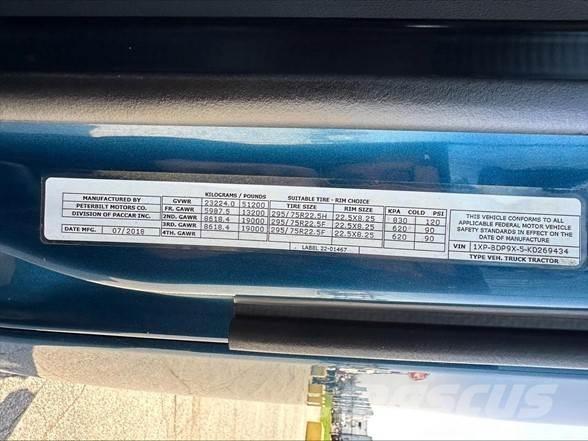 MANUFACTURED BY
PETERBILT MOTORS CO.
DIVISION OF PACCAR INC.
DATE MFG. 07/2018
KILOGRAMS / POUNDS
GVWR 23224.0 51200
FR. GAWR 5987.5 13200
2ND. GAWR 8618.4 19000
3RD. GAWR 8618.4 19000
4TH. GAWR
SUITABLE TIRE - RIM CHOICE
TIRE SIZE RIM SIZE KPA COLD PSI
295/75R22.5H 22.5X8.25 830 120
295/75R22.5F 22.5X8.25 620 90
295/75R22.5F 22.5X8.25 620 90
LABEL 22-01467
THIS VEHICLE CONFORMS TO ALL
APPLICABLE FEDERAL MOTOR VEHICLE
SAFETY STANDARDS IN EFFECT ON THE
DATE OF MANUFACTURE.
VIN 1XP-BDP9X-5-KD269434
TYPE VEH. TRUCK TRACTOR